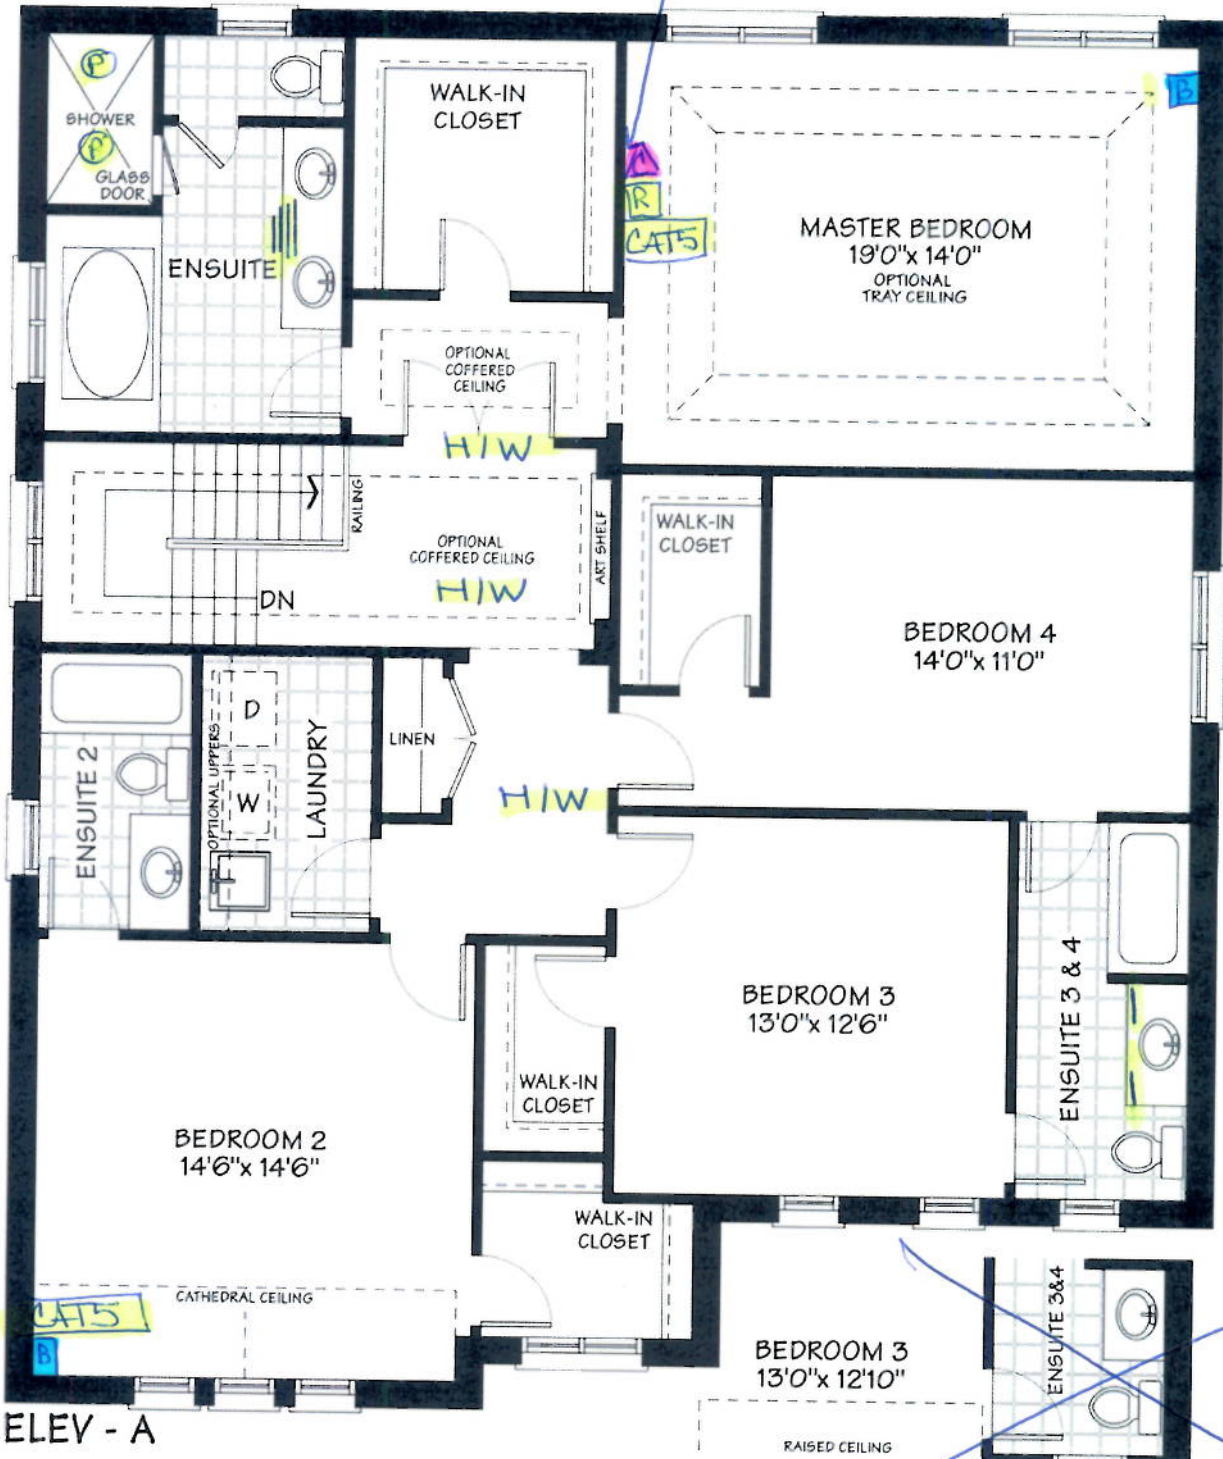 P
SHOWER
P
GLASS
DOOR
ENSUITE
WALK-IN
CLOSET
B
R
CAT5
MASTER BEDROOM
19'0"x 14'0"
OPTIONAL
TRAY CEILING
OPTIONAL
COFFERED
CEILING
H/W
RAILING
OPTIONAL
COFFERED CEILING
H/W
ART SHELF
DN
WALK-IN
CLOSET
BEDROOM 4
14'0"x 11'0"
ENSUITE 2
OPTIONAL UPPERS
D
W
LAUNDRY
LINEN
H/W
BEDROOM 3
13'0"x 12'6"
ENSUITE 3 & 4
WALK-IN
CLOSET
BEDROOM 2
14'6"x 14'6"
WALK-IN
CLOSET
CATHEDRAL CEILING
CAT5
B
BEDROOM 3
13'0"x 12'10"
ENSUITE 3&4
RAISED CEILING
ELEV - A